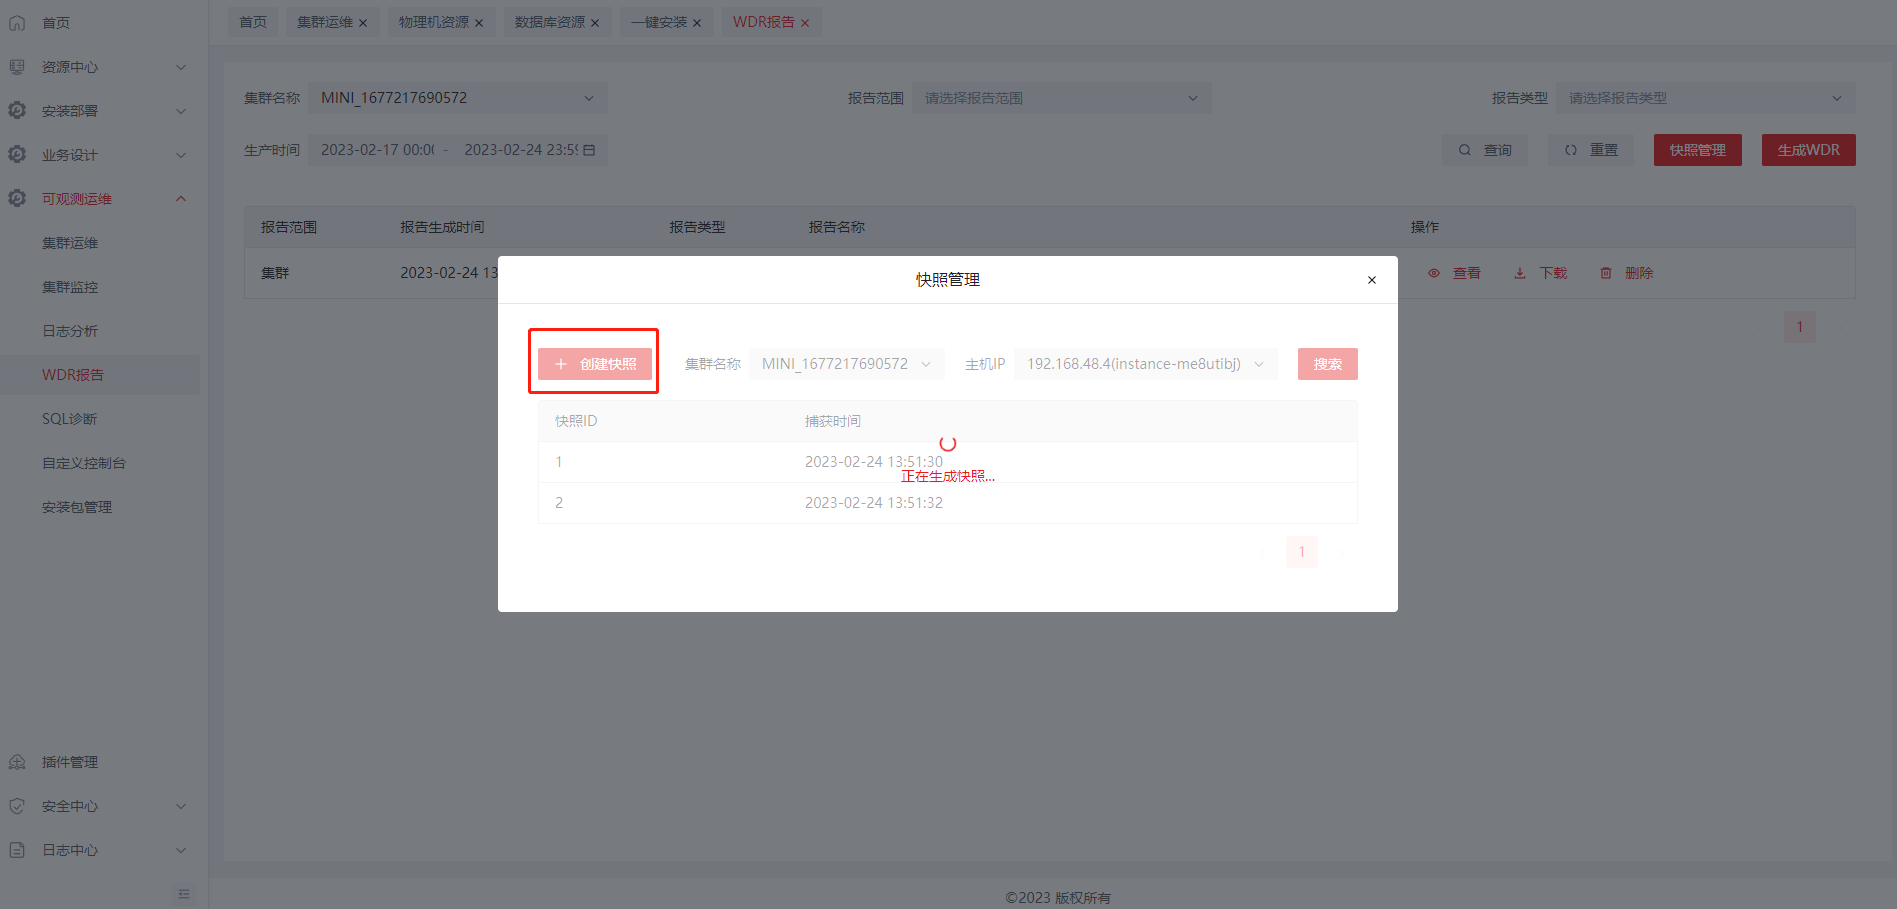 首页
资源中心
安装部署
业务设计
可观测运维
集群运维
集群监控
日志分析
WDR报告
SQL诊断
自定义控制台
安装包管理
插件管理
安全中心
日志中心
首页 集群运维 × 物理机资源 × 数据库资源 × 一键安装 × WDR报告 ×
集群名称 MINI_1677217690572 报告范围 请选择报告范围 报告类型 请选择报告类型
生产时间 2023-02-17 00:0 - 2023-02-24 23:5 查询 重置 快照管理 生成WDR
报告范围 报告生成时间 报告类型 报告名称 操作
集群 2023-02-24 13 查看 下载 删除
1
快照管理 ×
+ 创建快照 集群名称 MINI_1677217690572 主机IP 192.168.48.4(instance-me8utibj) 搜索
快照ID 捕获时间
1 2023-02-24 13:51:30
正在生成快照...
2 2023-02-24 13:51:32
1
©2023 版权所有